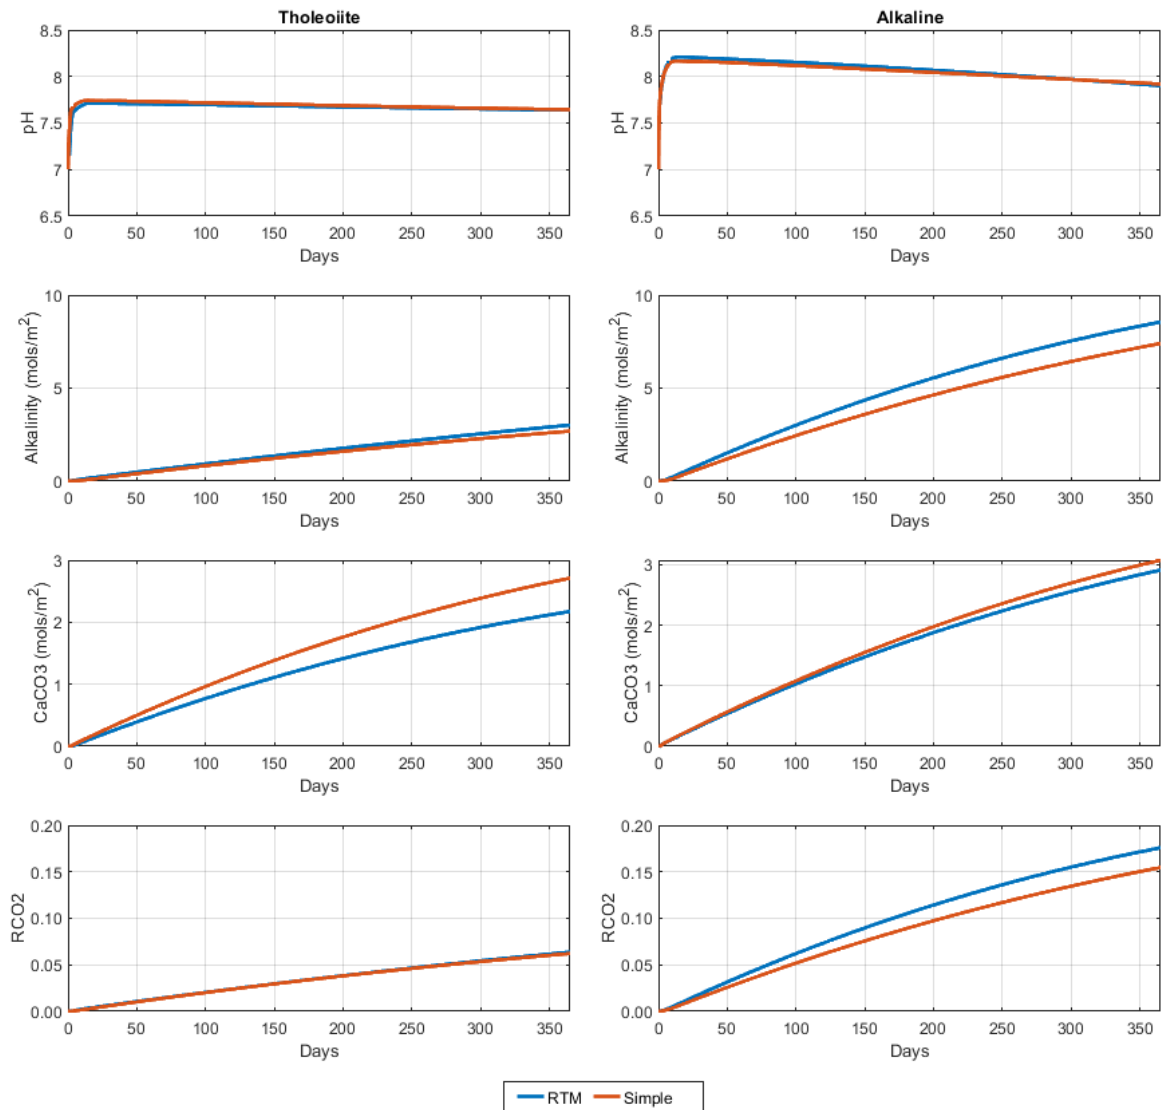 Tholeoiite
Alkaline
8.5
8
7.5
7
6.5
pH
0 50 100 150 200 250 300 350
Days
8.5
8
7.5
7
6.5
pH
0 50 100 150 200 250 300 350
Days
10
5
0
Alkalinity (mols/m²)
0 50 100 150 200 250 300 350
Days
10
5
0
Alkalinity (mols/m²)
0 50 100 150 200 250 300 350
Days
3
2
1
0
CaCO3 (mols/m²)
0 50 100 150 200 250 300 350
Days
3
2
1
0
CaCO3 (mols/m²)
0 50 100 150 200 250 300 350
Days
0.20
0.15
0.10
0.05
0.00
RCO2
0 50 100 150 200 250 300 350
Days
0.20
0.15
0.10
0.05
0.00
RCO2
0 50 100 150 200 250 300 350
Days
RTM Simple